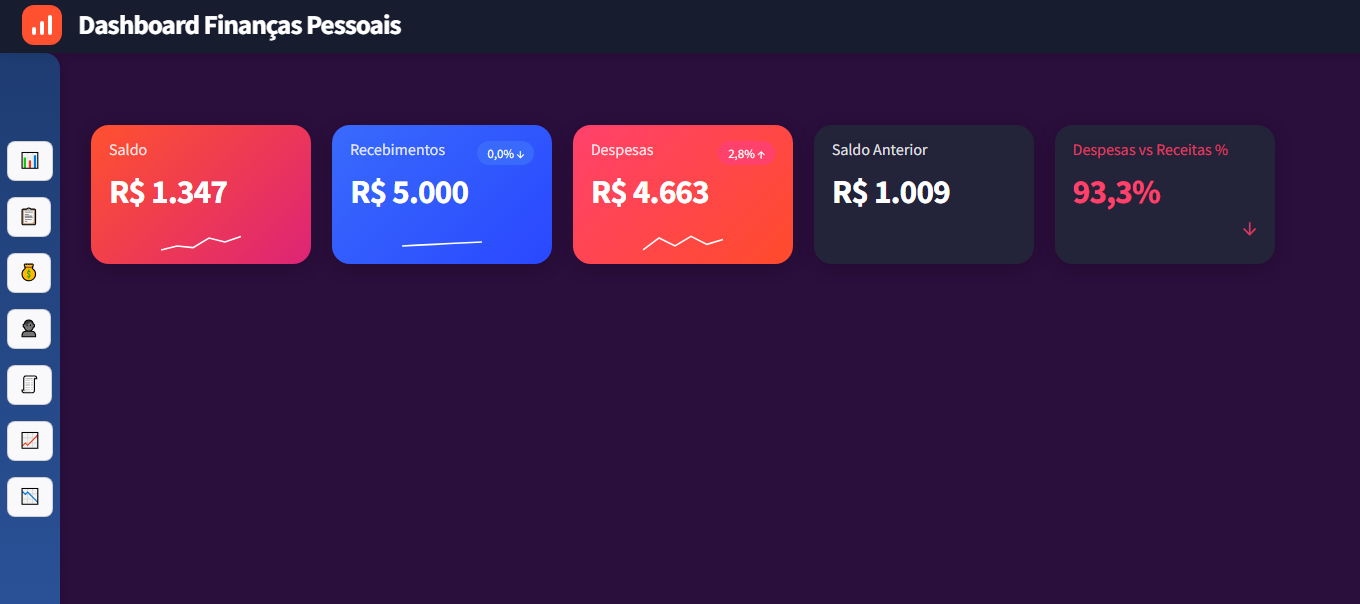 Dashboard Finanças Pessoais
Saldo
R$ 1.347
Recebimentos
0,0% ↓
R$ 5.000
Despesas
2,8% ↑
R$ 4.663
Saldo Anterior
R$ 1.009
Despesas vs Receitas %
93,3%
↓